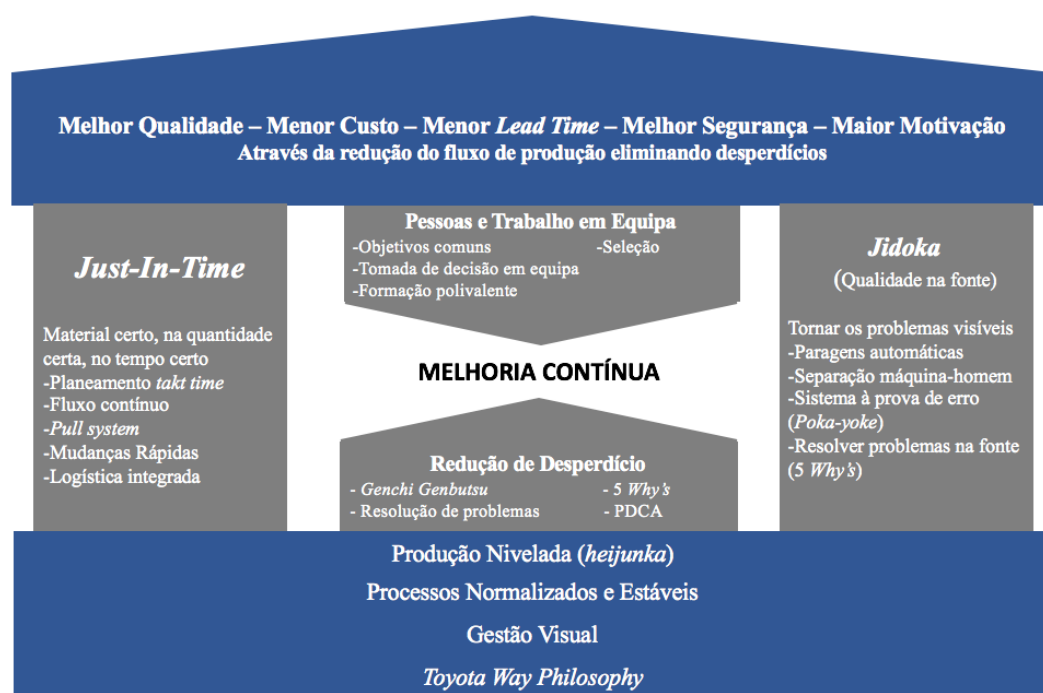 Melhor Qualidade – Menor Custo – Menor Lead Time – Melhor Segurança – Maior Motivação
Através da redução do fluxo de produção eliminando desperdícios
Just-In-Time
Material certo, na quantidade
certa, no tempo certo
-Planeamento takt time
-Fluxo contínuo
-Pull system
-Mudanças Rápidas
-Logística integrada
Pessoas e Trabalho em Equipa
-Objetivos comuns -Seleção
-Tomada de decisão em equipa
-Formação polivalente
MELHORIA CONTÍNUA
Redução de Desperdício
- Genchi Genbutsu - 5 Why's
- Resolução de problemas - PDCA
Jidoka
(Qualidade na fonte)
Tornar os problemas visíveis
-Paragens automáticas
-Separação máquina-homem
-Sistema à prova de erro
(Poka-yoke)
-Resolver problemas na fonte
(5 Why's)
Produção Nivelada (heijunka)
Processos Normalizados e Estáveis
Gestão Visual
Toyota Way Philosophy